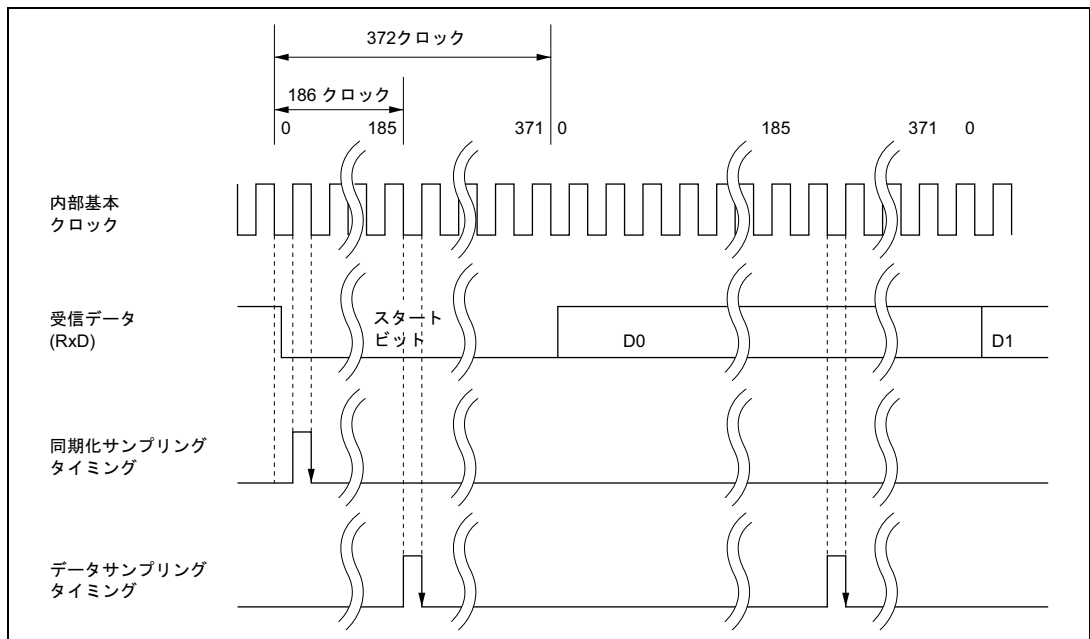 372クロック
186 クロック
0 185 371 0 185 371 0
内部基本
クロック
受信データ
(RxD)
スタート
ビット
D0
D1
同期化サンプリング
タイミング
データサンプリング
タイミング